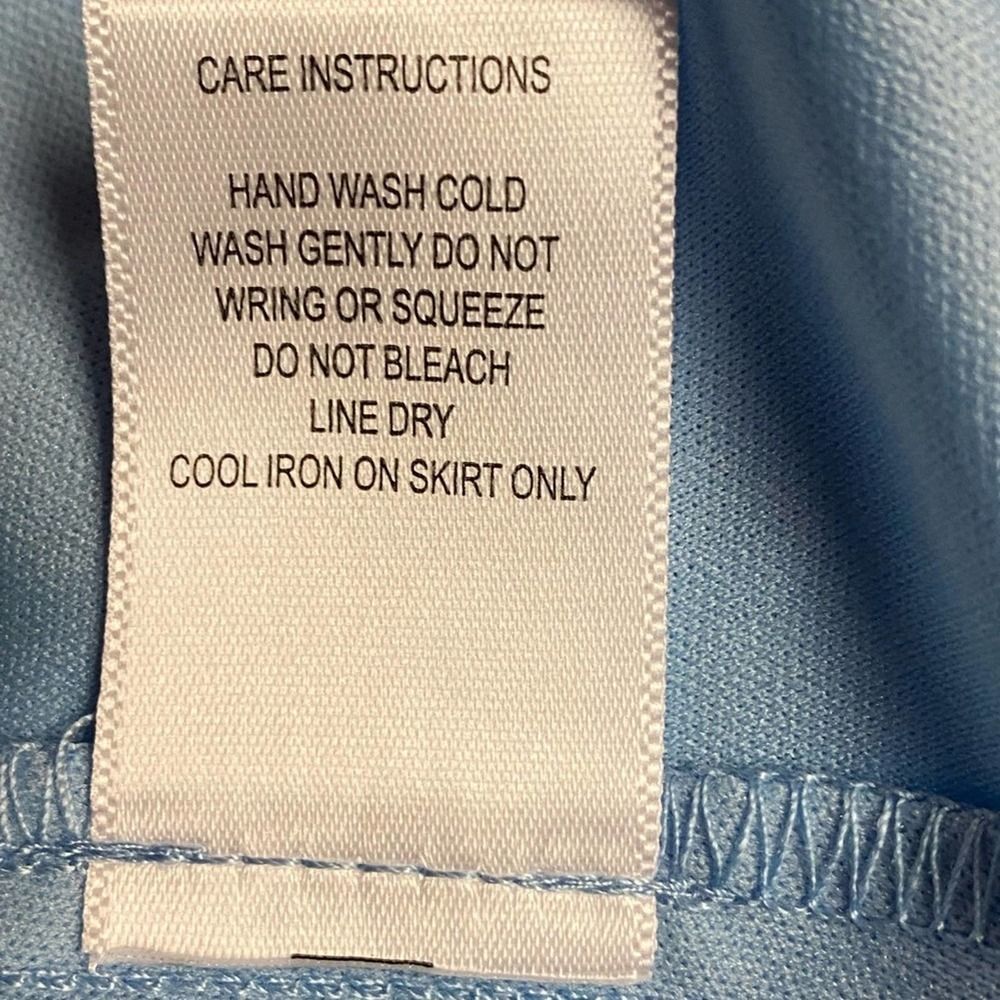 CARE INSTRUCTIONS
HAND WASH COLD
WASH GENTLY DO NOT
WRING OR SQUEEZE
DO NOT BLEACH
LINE DRY
COOL IRON ON SKIRT ONLY